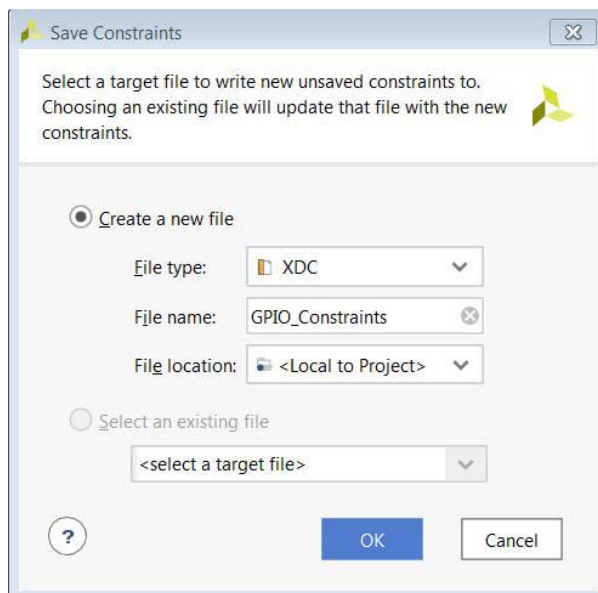 Save Constraints
Select a target file to write new unsaved constraints to.
Choosing an existing file will update that file with the new
constraints.
Create a new file
File type: XDC
File name: GPIO_Constraints
File location: <Local to Project>
Select an existing file
<select a target file>
? OK Cancel